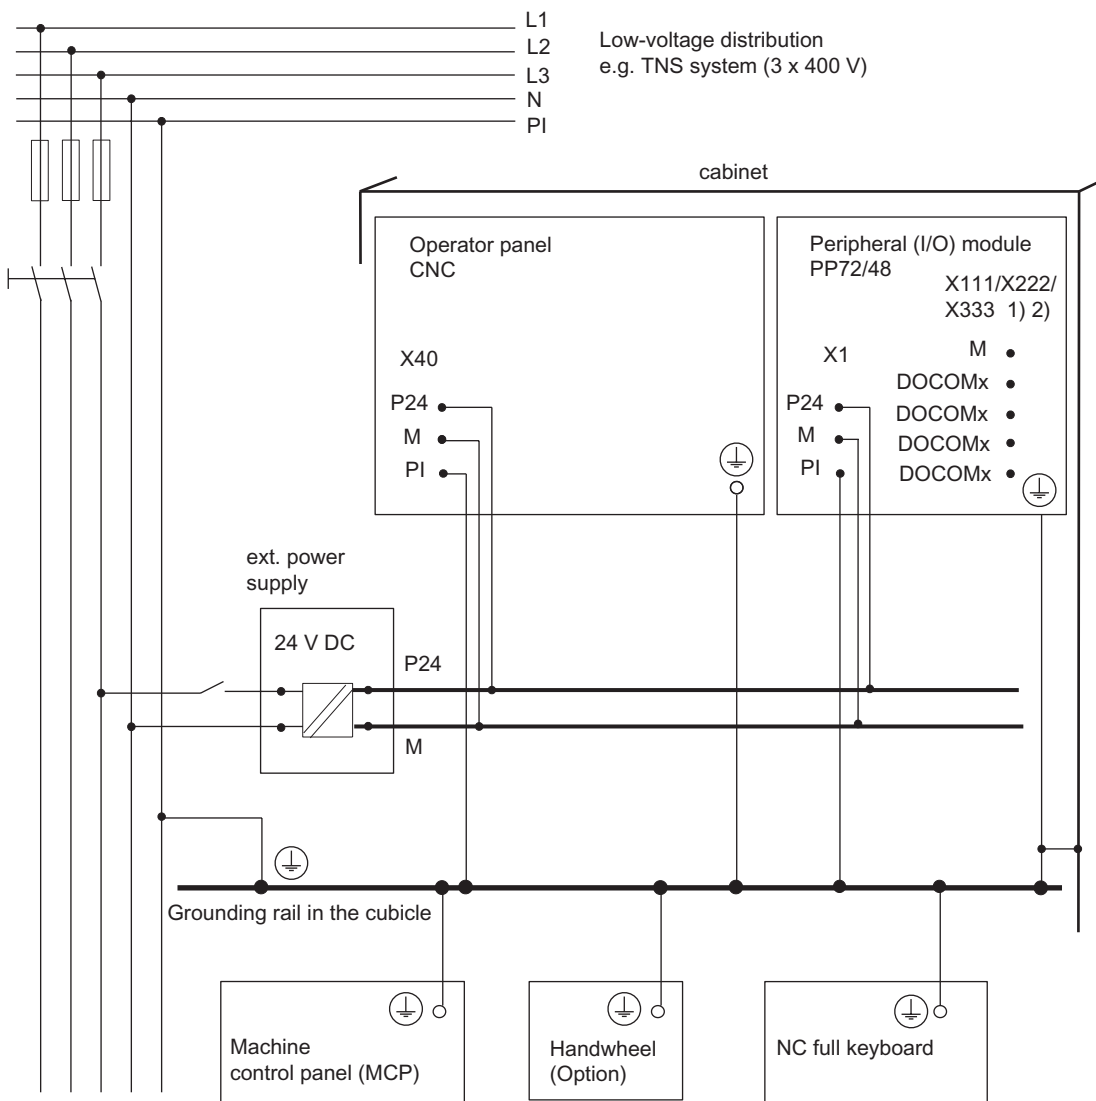 L1
L2
L3
N
PI
Low-voltage distribution
e.g. TNS system (3 x 400 V)
cabinet
Operator panel
CNC
X40
P24
M
PI
Peripheral (I/O) module
PP72/48
X111/X222/
X333 1) 2)
X1
P24
M
PI
M
DOCOMx
DOCOMx
DOCOMx
DOCOMx
ext. power
supply
24 V DC
P24
M
Grounding rail in the cubicle
Machine
control panel (MCP)
Handwheel
(Option)
NC full keyboard